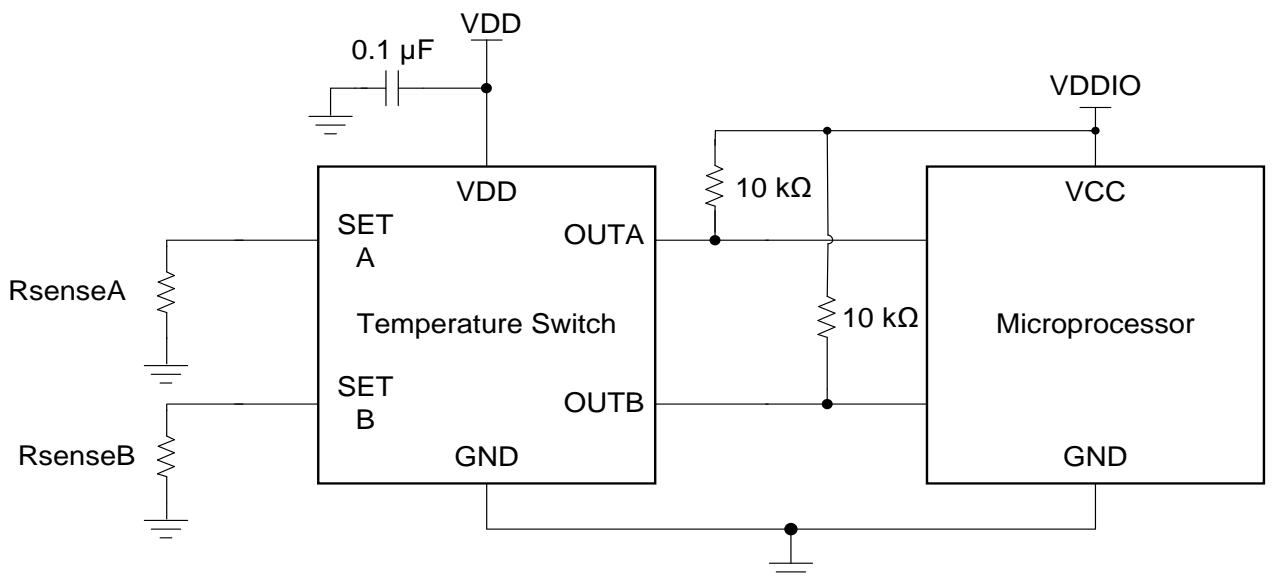 VDD
0.1 µF
VDDIO
VDD
10 kΩ
VCC
SET
A
OUTA
RsenseA
Temperature Switch
10 kΩ
Microprocessor
SET
B
OUTB
RsenseB
GND
GND